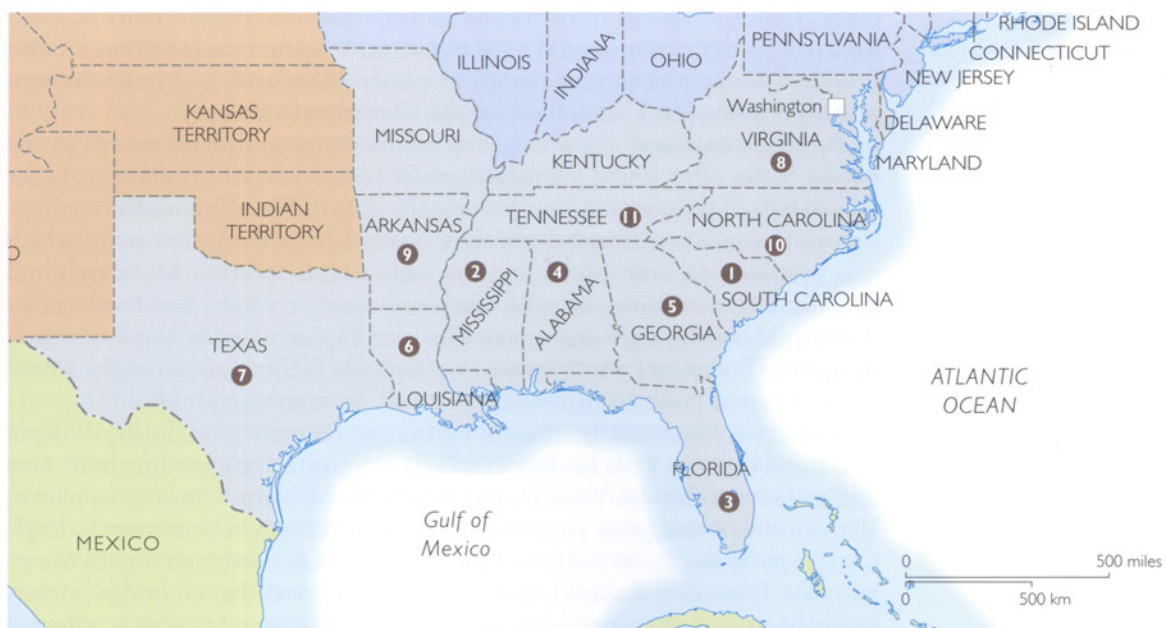 RHODE ISLAND
PENNSYLVANIA
CONNECTICUT
ILLINOIS
INDIANA
OHIO
NEW JERSEY
Washington
KANSAS
TERRITORY
MISSOURI
DELAWARE
VIRGINIA
8
KENTUCKY
MARYLAND
INDIAN
TERRITORY
ARKANSAS
9
TENNESSEE 11
NORTH CAROLINA
10
O
2
MISSISSIPPI
4
ALABAMA
1
SOUTH CAROLINA
5
GEORGIA
TEXAS
7
6
LOUISIANA
ATLANTIC
OCEAN
FLORIDA
3
Gulf of
Mexico
MEXICO
0 500 miles
0 500 km